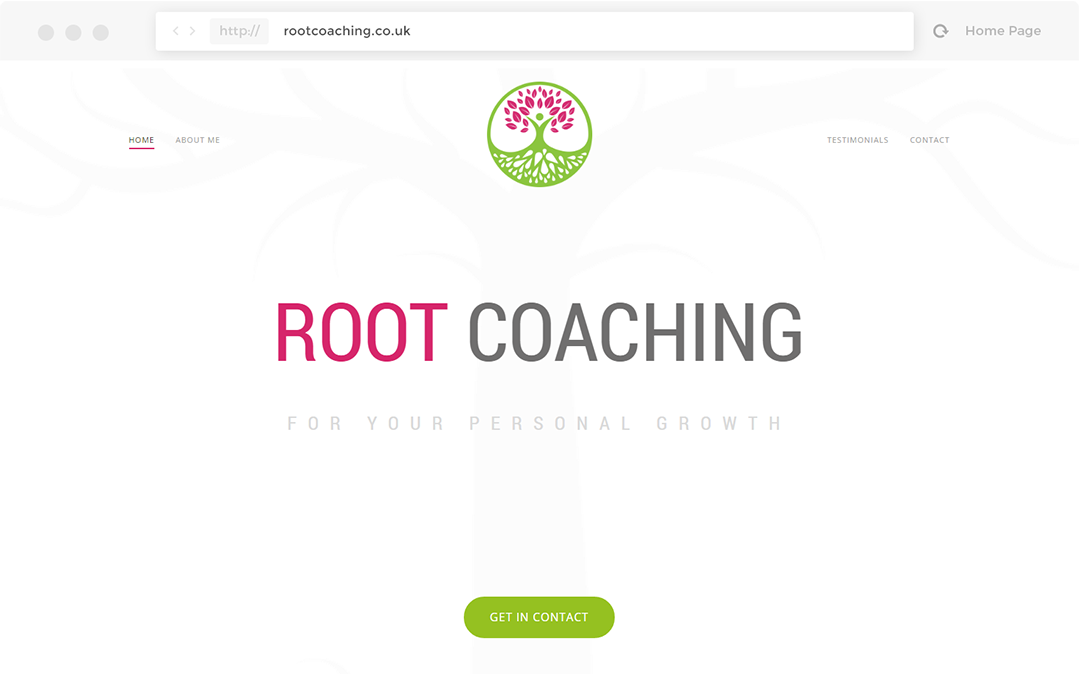 http:// rootcoaching.co.uk Home Page
HOME ABOUT ME TESTIMONIALS CONTACT
ROOT COACHING
FOR YOUR PERSONAL GROWTH
GET IN CONTACT